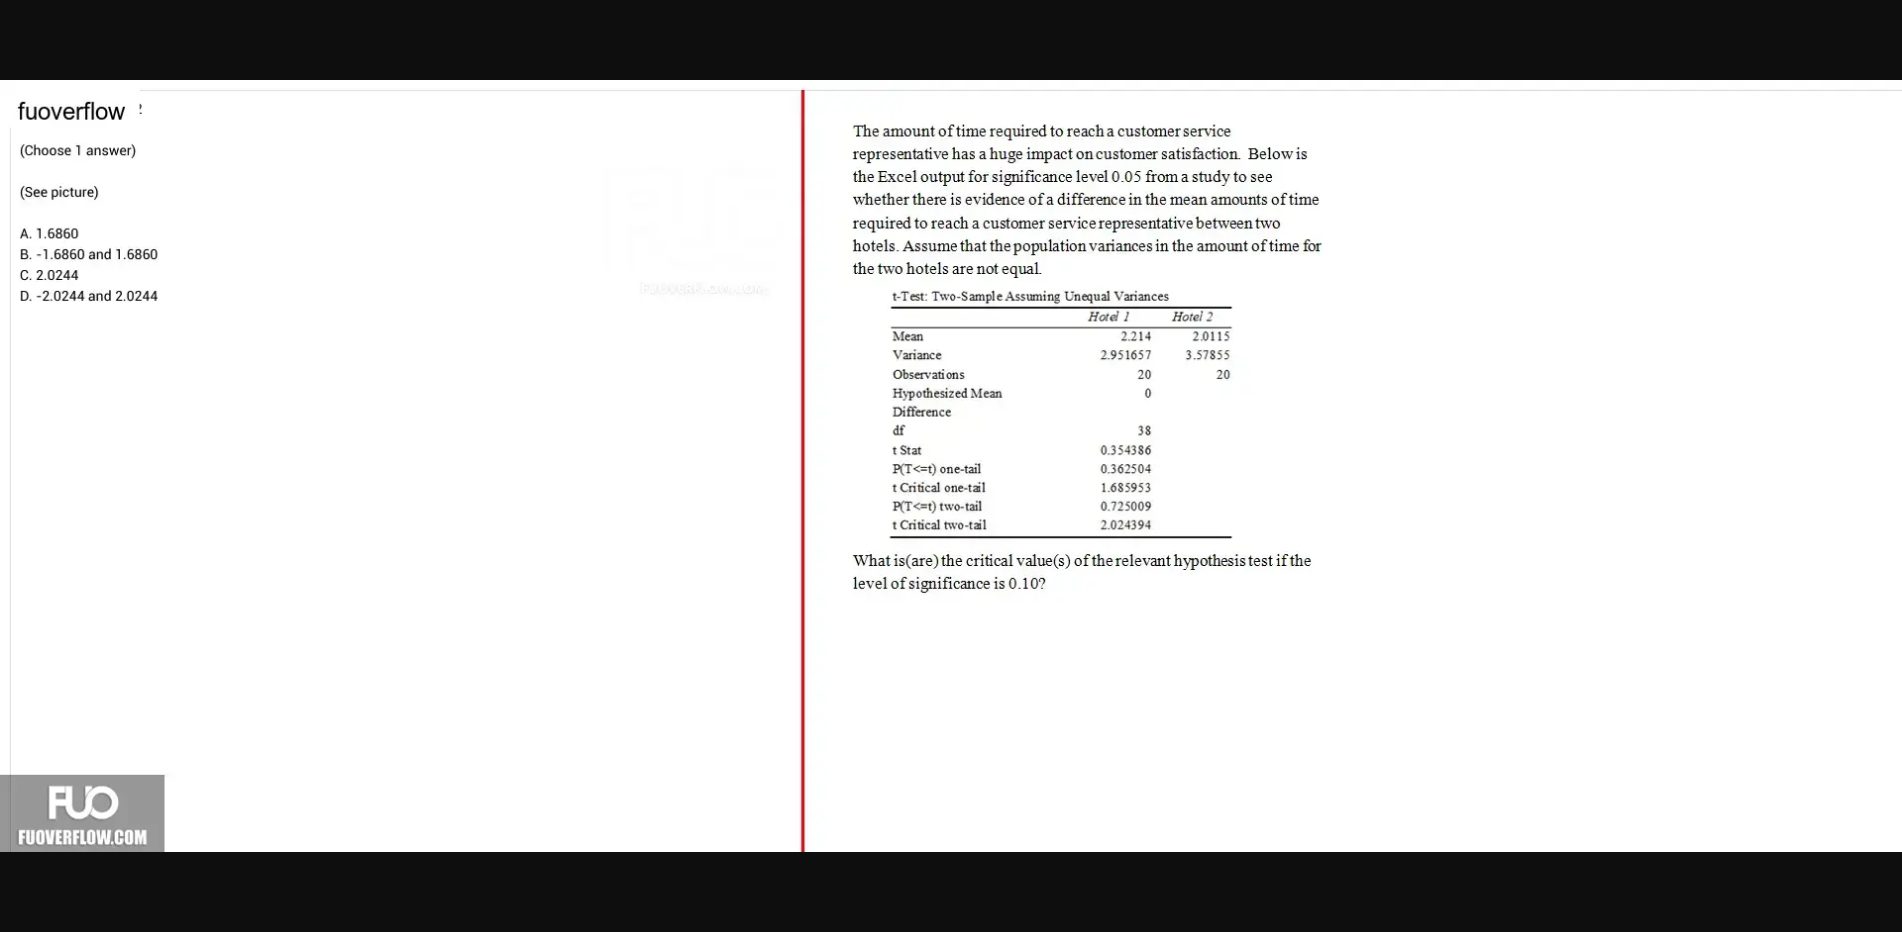 fuoverflow
(Choose 1 answer)
(See picture)
A. 1.6860
B. -1.6860 and 1.6860
C. 2.0244
D. -2.0244 and 2.0244
FUOVERFLOW.COM
FUO
FUOVERFLOW.COM
The amount of time required to reach a customer service
representative has a huge impact on customer satisfaction. Below is
the Excel output for significance level 0.05 from a study to see
whether there is evidence of a difference in the mean amounts of time
required to reach a customer service representative between two
hotels. Assume that the population variances in the amount of time for
the two hotels are not equal.
t-Test: Two-Sample Assuming Unequal Variances
Hotel 1 Hotel 2
Mean 2.214 2.0115
Variance 2.951657 3.57855
Observations 20 20
Hypothesized Mean 0
Difference
df 38
t Stat 0.354386
P(T<=t) one-tail 0.362504
t Critical one-tail 1.685953
P(T<=t) two-tail 0.725009
t Critical two-tail 2.024394
What is(are) the critical value(s) of the relevant hypothesis test if the
level of significance is 0.10?